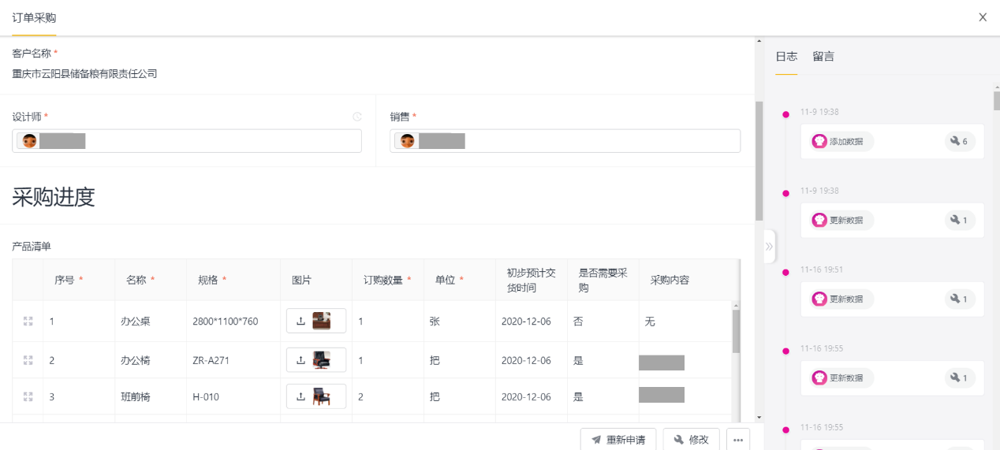 订单采购
客户名称 *
重庆市云阳县储备粮有限责任公司
设计师 *
销售 *
采购进度
产品清单
序号 * 名称 * 规格 * 图片 订购数量 * 单位 * 初步预计交货时间 是否需要采购 采购内容
1 办公桌 2800*1100*760 1 张 2020-12-06 否 无
2 办公椅 ZR-A271 1 把 2020-12-06 是
3 班前椅 H-010 2 把 2020-12-06 是
重新申请 修改 ...
日志 留言
11-9 19:38
添加数据 6
11-9 19:38
更新数据 1
11-16 19:51
更新数据 1
11-16 19:55
更新数据 1
11-16 19:55